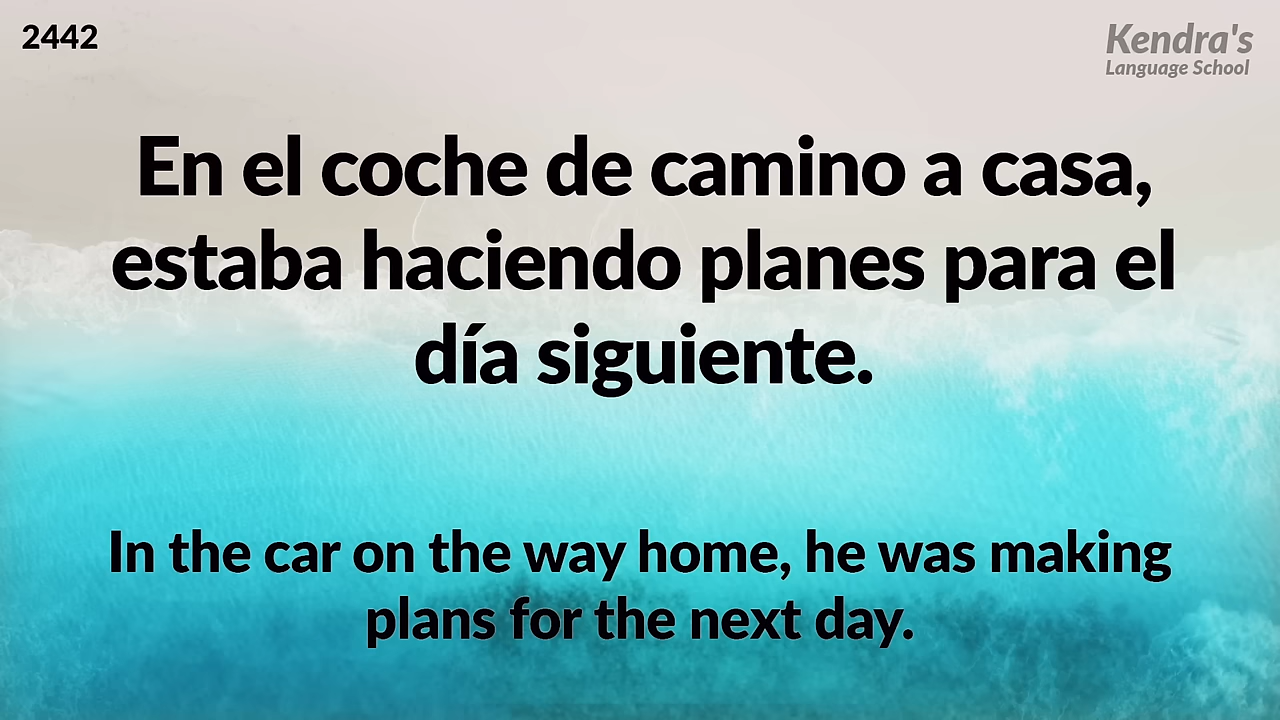 2442
Kendra's
Language School
En el coche de camino a casa,
estaba haciendo planes para el
día siguiente.
In the car on the way home, he was making
plans for the next day.